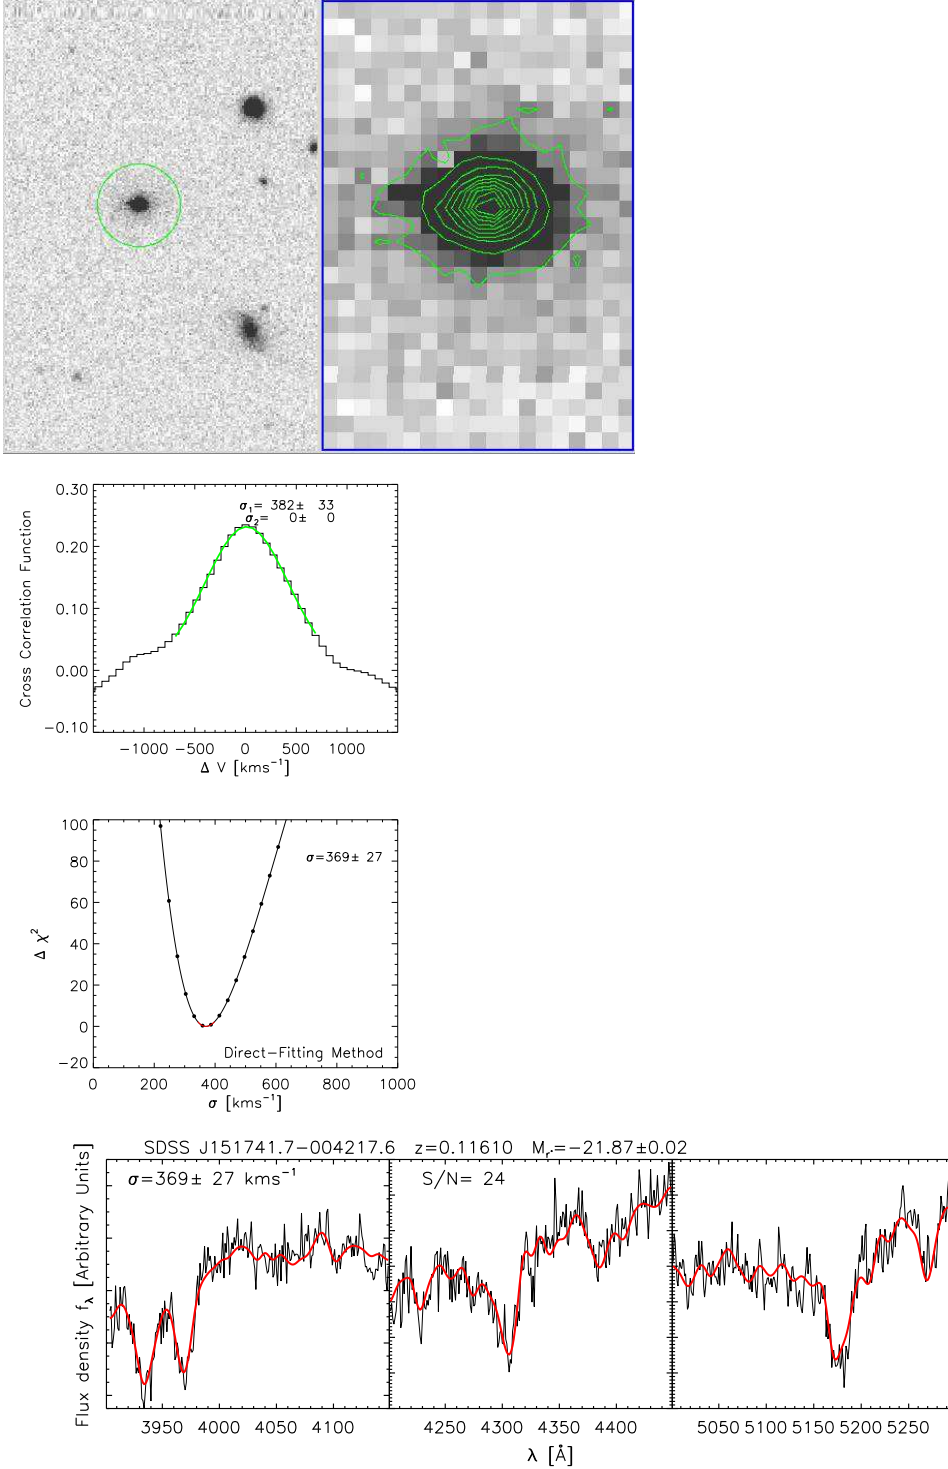 0.30
σ1= 382± 33
σ2= 0± 0
0.20
0.10
0.00
−0.10
Cross Correlation Function
−1000 −500 0 500 1000
Δ V [kms⁻¹]
100
80
σ=369± 27
60
40
20
0
−20
Δ χ²
Direct−Fitting Method
0 200 400 600 800 1000
σ [kms⁻¹]
SDSS J151741.7−004217.6 z=0.11610 Mr*=−21.87±0.02
σ=369± 27 kms⁻¹ S/N= 24
Flux density fλ [Arbitrary Units]
3950 4000 4050 4100 4250 4300 4350 4400 5050 5100 5150 5200 5250
λ [Å]